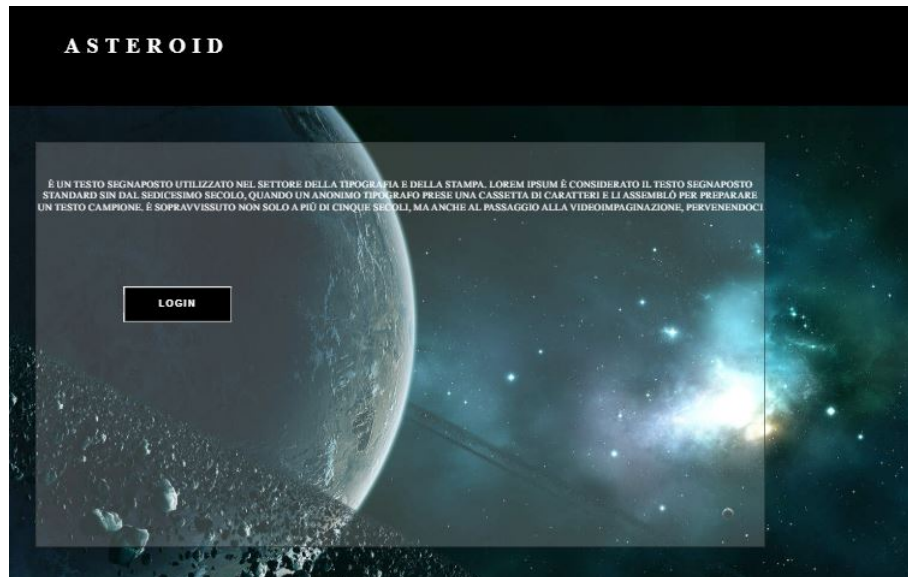 ASTEROID
È UN TESTO SEGNAPOSTO UTILIZZATO NEL SETTORE DELLA TIPOGRAFIA E DELLA STAMPA. LOREM IPSUM È CONSIDERATO IL TESTO SEGNAPOSTO
STANDARD SIN DAL SEDICESIMO SECOLO, QUANDO UN ANONIMO TIPOGRAFO PRESE UNA CASSETTA DI CARATTERI E LI ASSEMBLÒ PER PREPARARE
UN TESTO CAMPIONE. È SOPRAVVISSUTO NON SOLO A PIÙ DI CINQUE SECOLI, MA ANCHE AL PASSAGGIO ALLA VIDEOIMPAGINAZIONE, PERVENENDOCI
LOGIN